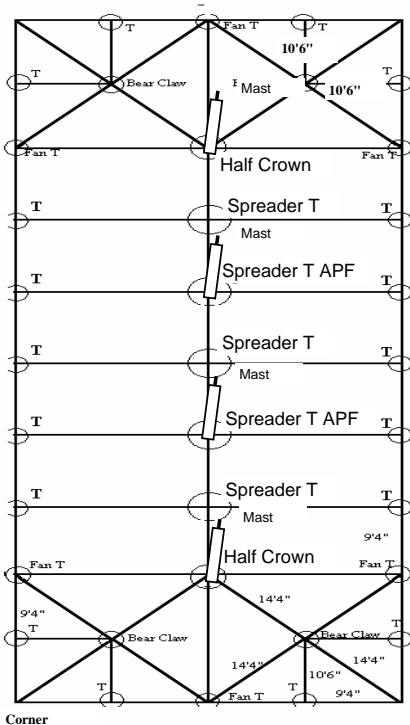 Fan T
T
T
10'6"
T
Bear Claw
Mast
10'6"
T
Fan T
Half Crown
Fan T
T
Spreader T
T
Mast
T
Spreader T APF
T
T
Spreader T
T
Mast
T
Spreader T APF
T
T
Spreader T
T
Mast
9'4"
Fan T
Half Crown
Fan T
9'4"
14'4"
T
Bear Claw
Bear Claw
T
14'4"
10'6"
14'4"
T
Fan T
T
9'4"
Corner